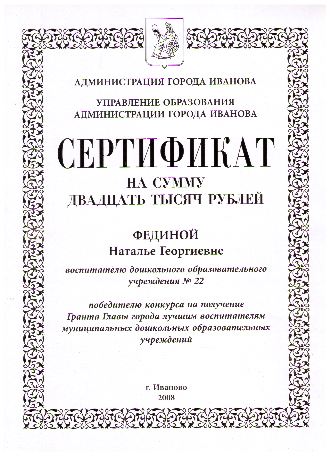 АДМИНИСТРАЦИЯ ГОРОДА ИВАНОВА
УПРАВЛЕНИЕ ОБРАЗОВАНИЯ
АДМИНИСТРАЦИИ ГОРОДА ИВАНОВА
СЕРТИФИКАТ
НА СУММУ
ДВАДЦАТЬ ТЫСЯЧ РУБЛЕЙ
ФЕДИНОЙ
Наталье Георгиевне
воспитателю дошкольного образовательного
учреждения № 22
победителю конкурса на получение
Гранта Главы города лучшим воспитателям
муниципальных дошкольных образовательных
учреждений
г. Иваново
2008